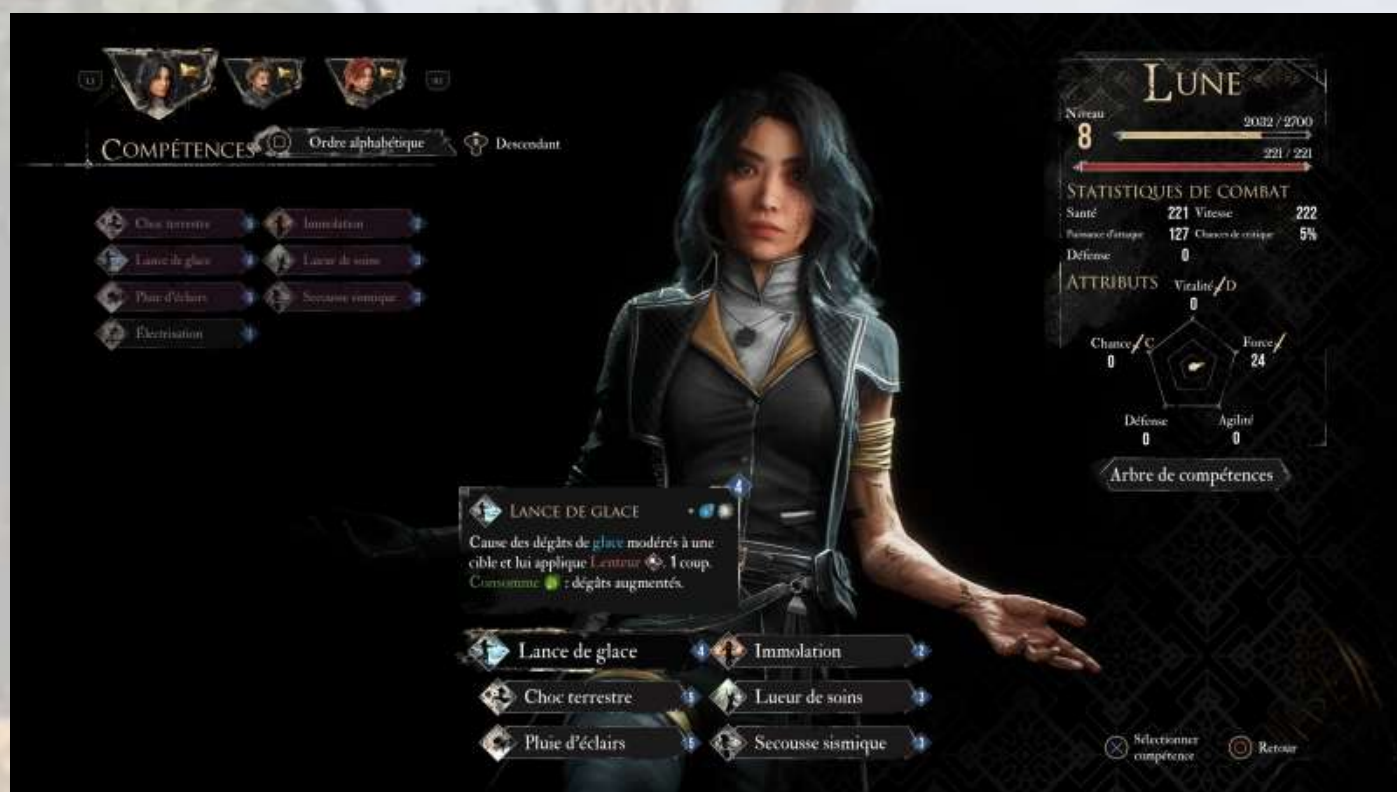 LUNE
Niveau
8
2032 / 2700
221 / 221
COMPÉTENCES
Ordre alphabétique
Descendant
STATISTIQUES DE COMBAT
Santé 221 Vitesse 222
Puissance d'attaque 127 Chances de critique 5%
Défense 0
Choc terrestre
Immolation
Lance de glace
Lueur de soins
Pluie d'éclairs
Secousse sismique
Électrisation
ATTRIBUTS
Vitalité D
0
Chance C
0
Force
24
Défense
0
Agilité
0
Arbre de compétences
4
LANCE DE GLACE
Cause des dégâts de glace modérés à une
cible et lui applique Lenteur . 1 coup.
Consomme : dégâts augmentés.
Lance de glace 4
Immolation 2
Choc terrestre 5
Lueur de soins 3
Pluie d'éclairs 5
Secousse sismique 3
Sélectionner
compétence
Retour